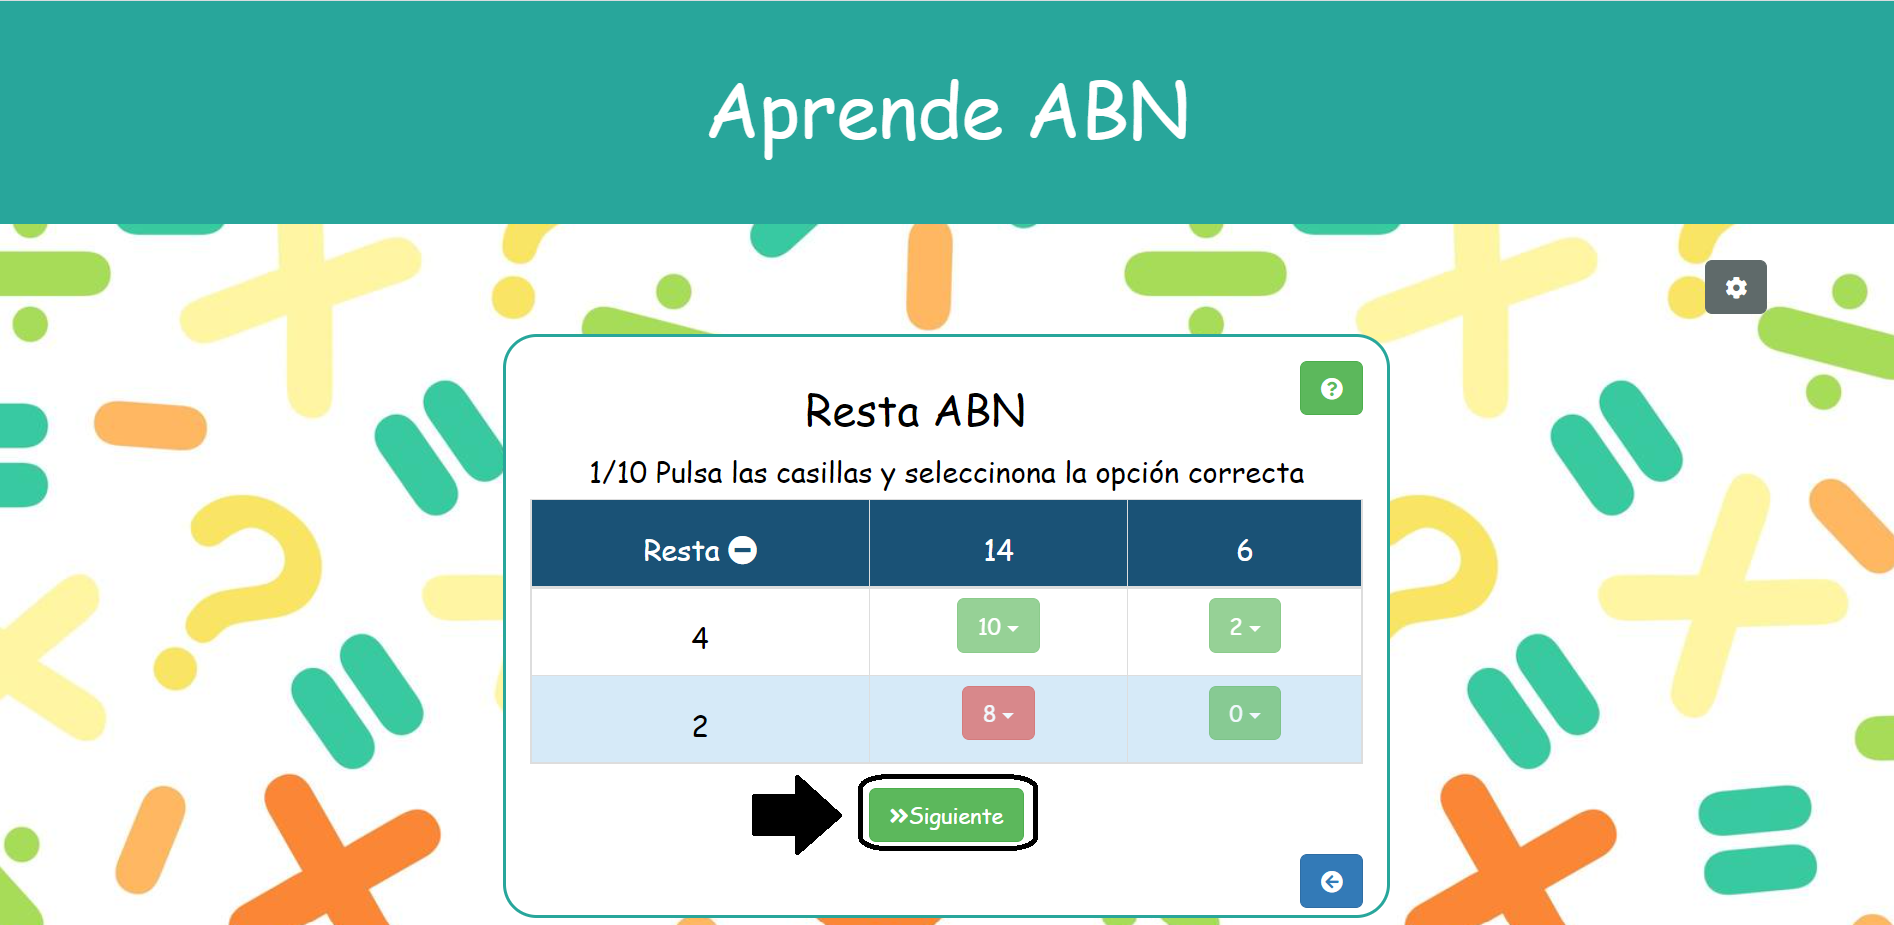 Aprende ABN
Resta ABN
1/10 Pulsa las casillas y seleccinona la opción correcta
Resta 14 6
4 10 2
2 8 0
Siguiente